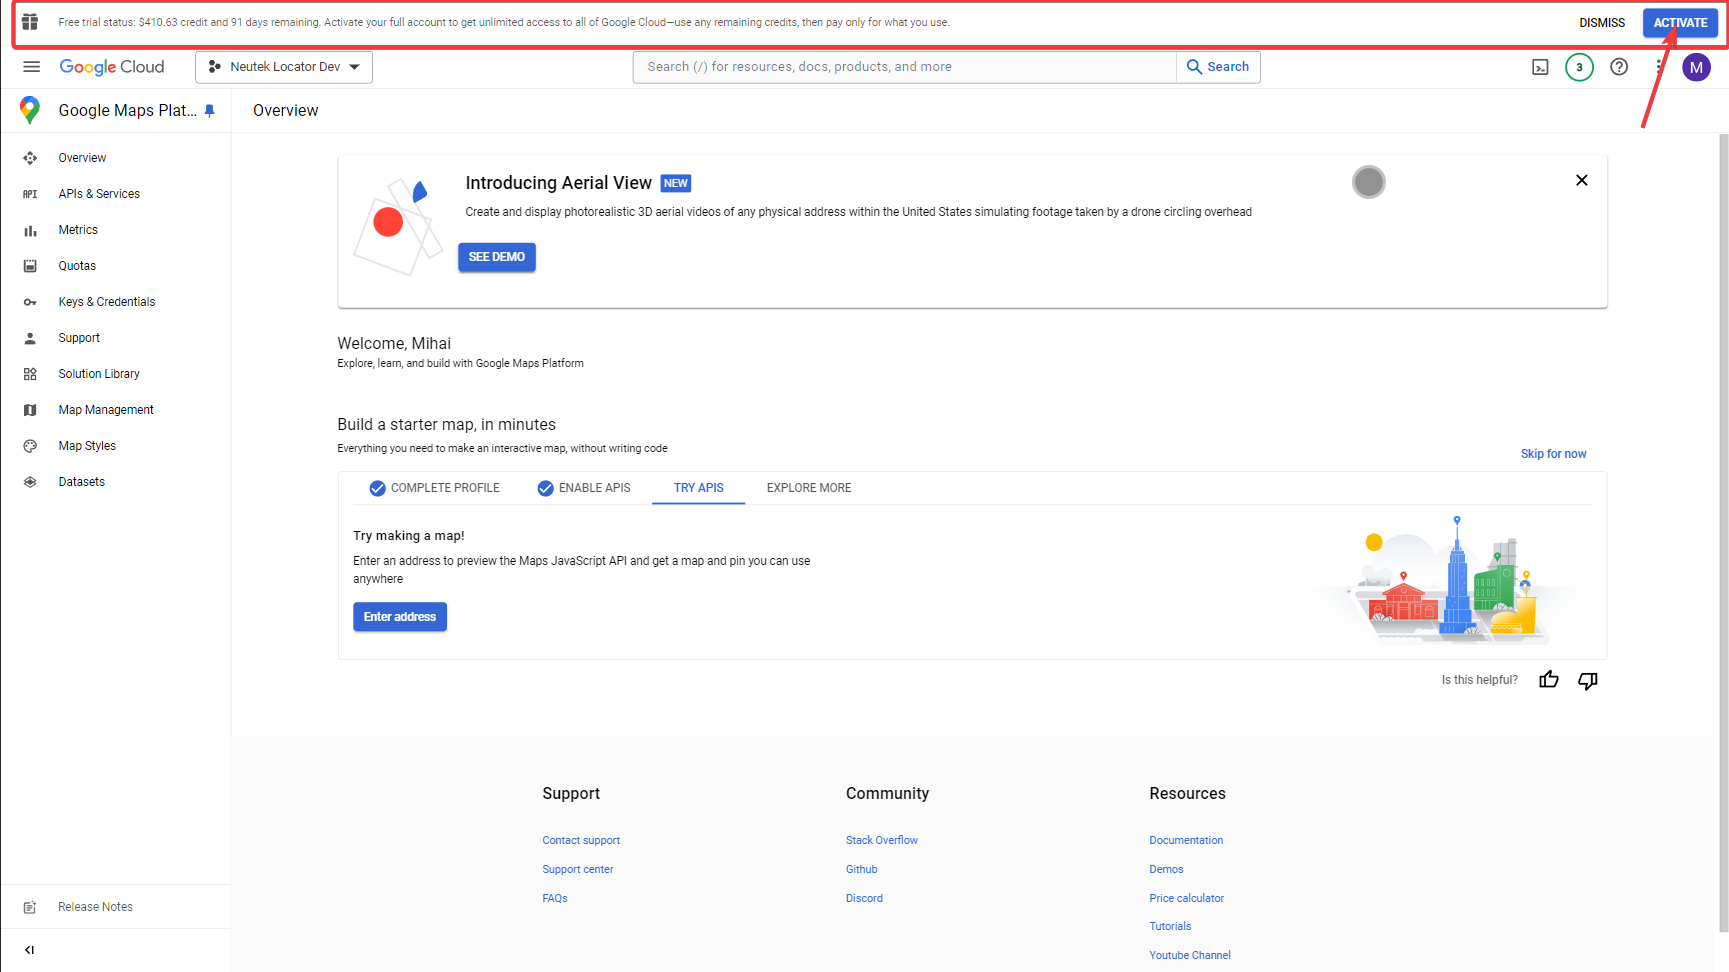 Free trial status: $410.63 credit and 91 days remaining. Activate your full account to get unlimited access to all of Google Cloud—use any remaining credits, then pay only for what you use.
DISMISS
ACTIVATE
Google Cloud
Neutek Locator Dev
Search (/) for resources, docs, products, and more
Search
3
M
Google Maps Plat...
Overview
Overview
API APIs & Services
Metrics
Quotas
Keys & Credentials
Support
Solution Library
Map Management
Map Styles
Datasets
Release Notes
Introducing Aerial View NEW
Create and display photorealistic 3D aerial videos of any physical address within the United States simulating footage taken by a drone circling overhead
SEE DEMO
Welcome, Mihai
Explore, learn, and build with Google Maps Platform
Build a starter map, in minutes
Everything you need to make an interactive map, without writing code
Skip for now
COMPLETE PROFILE
ENABLE APIS
TRY APIS
EXPLORE MORE
Try making a map!
Enter an address to preview the Maps JavaScript API and get a map and pin you can use
anywhere
Enter address
Is this helpful?
Support
Contact support
Support center
FAQs
Community
Stack Overflow
Github
Discord
Resources
Documentation
Demos
Price calculator
Tutorials
Youtube Channel